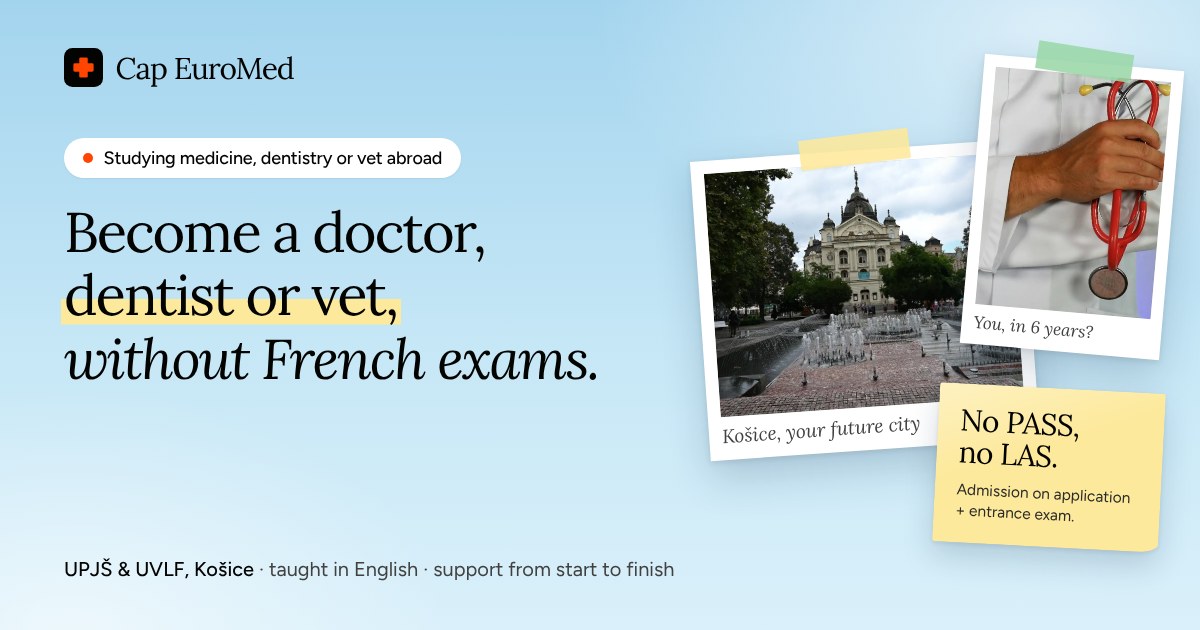 Cap EuroMed
Studying medicine, dentistry or vet abroad
Become a doctor,
dentist or vet,
without French exams.
UPJŠ & UVLF, Košice · taught in English · support from start to finish
Košice, your future city
You, in 6 years?
No PASS,
no LAS.
Admission on application
+ entrance exam.